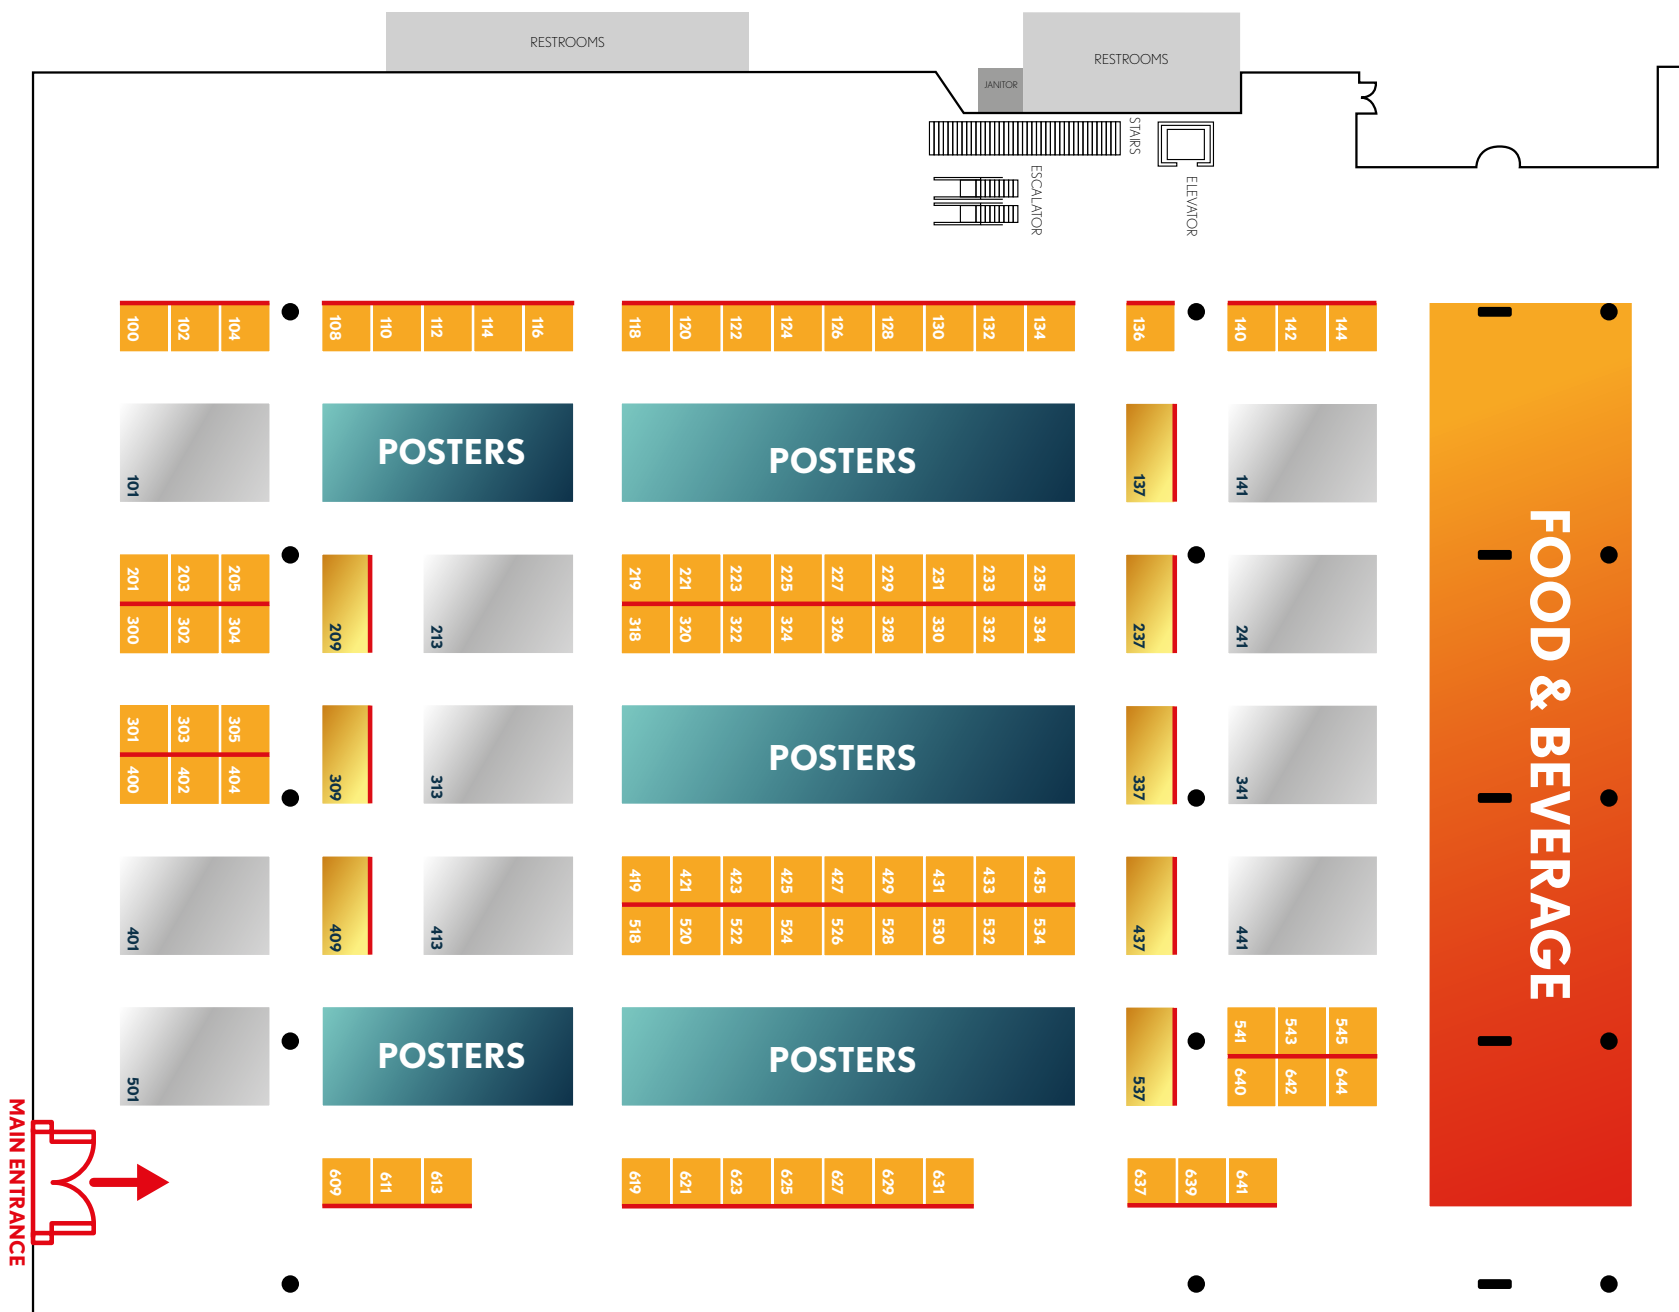 RESTROOMS
RESTROOMS
JANITOR
STAIRS
ESCALATOR
ELEVATOR
100 102 104 108 110 112 114 116 118 120 122 124 126 128 130 132 134 136 140 142 144
101 POSTERS POSTERS 137 141
201 203 205 209 213 219 221 223 225 227 229 231 233 235 237 241
300 302 304 318 320 322 324 326 328 330 332 334
301 303 305 309 313 POSTERS 337 341
400 402 404
401 409 413 419 421 423 425 427 429 431 433 435 437 441
518 520 522 524 526 528 530 532 534
501 POSTERS POSTERS 537 541 543 545
640 642 644
609 611 613 619 621 623 625 627 629 631 637 639 641
FOOD & BEVERAGE
MAIN ENTRANCE